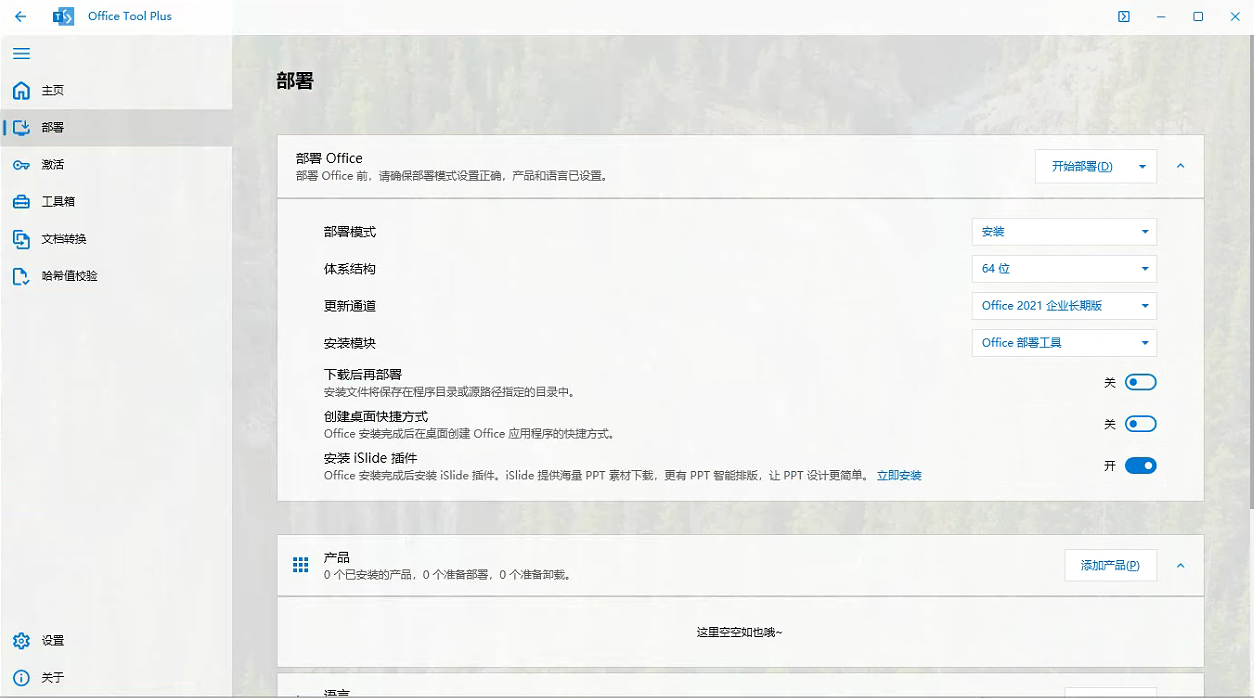 Office Tool Plus
主页
部署
激活
工具箱
文档转换
哈希值校验
设置
关于
部署
部署 Office
部署 Office 前，请确保部署模式设置正确，产品和语言已设置。
开始部署(D)
部署模式
安装
体系结构
64 位
更新通道
Office 2021 企业长期版
安装模块
Office 部署工具
下载后再部署
安装文件将保存在程序目录或源路径指定的目录中。
关
创建桌面快捷方式
Office 安装完成后在桌面创建 Office 应用程序的快捷方式。
关
安装 iSlide 插件
Office 安装完成后安装 iSlide 插件。iSlide 提供海量 PPT 素材下载，更有 PPT 智能排版，让 PPT 设计更简单。 立即安装
开
产品
0 个已安装的产品，0 个准备部署，0 个准备卸载。
添加产品(P)
这里空空如也哦~
语言